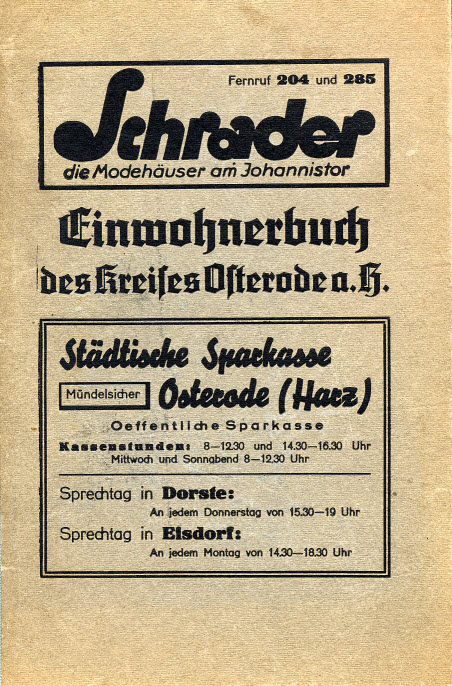 Fernruf 204 und 285
Schrader
die Modehäuser am Johannistor
Einwohnerbuch
des Kreiſes Oſterode a. H.
Städtische Sparkasse
Mündelsicher Osterode (Harz)
Oeffentliche Sparkasse
Kassenstunden: 8—12.30 und 14.30—16.30 Uhr
Mittwoch und Sonnabend 8—12.30 Uhr
Sprechtag in Dorste:
An jedem Donnerstag von 15.30—19 Uhr
Sprechtag in Eisdorf:
An jedem Montag von 14.30—18.30 Uhr